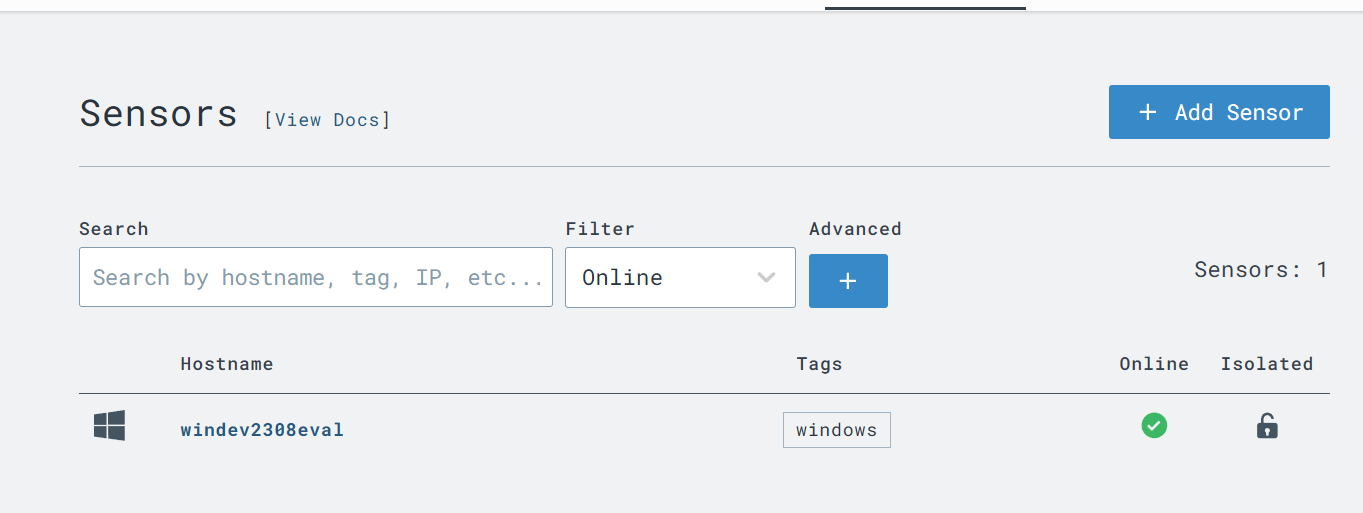 Sensors [View Docs]
+ Add Sensor
Search
Filter
Advanced
Search by hostname, tag, IP, etc...
Online
+
Sensors: 1
Hostname
Tags
Online
Isolated
windev2308eval
windows